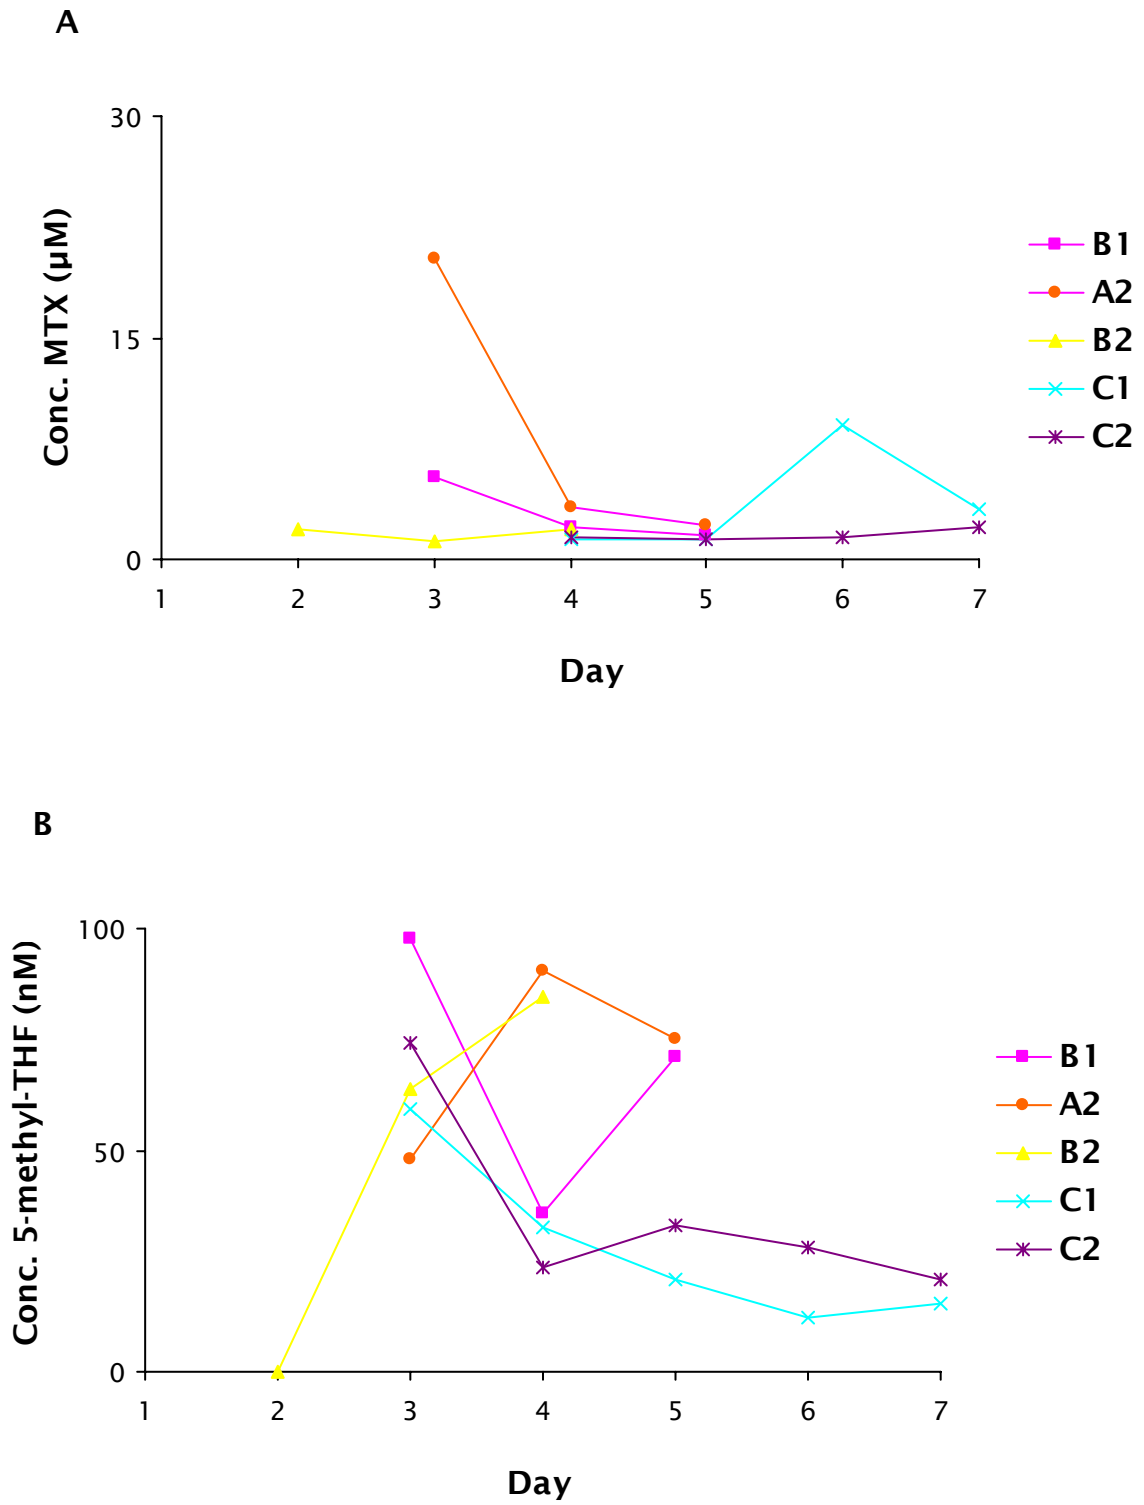 A
30
15
0
Conc. MTX (µM)
1 2 3 4 5 6 7
Day
B1
A2
B2
C1
C2
B
100
50
0
Conc. 5-methyl-THF (nM)
1 2 3 4 5 6 7
Day
B1
A2
B2
C1
C2